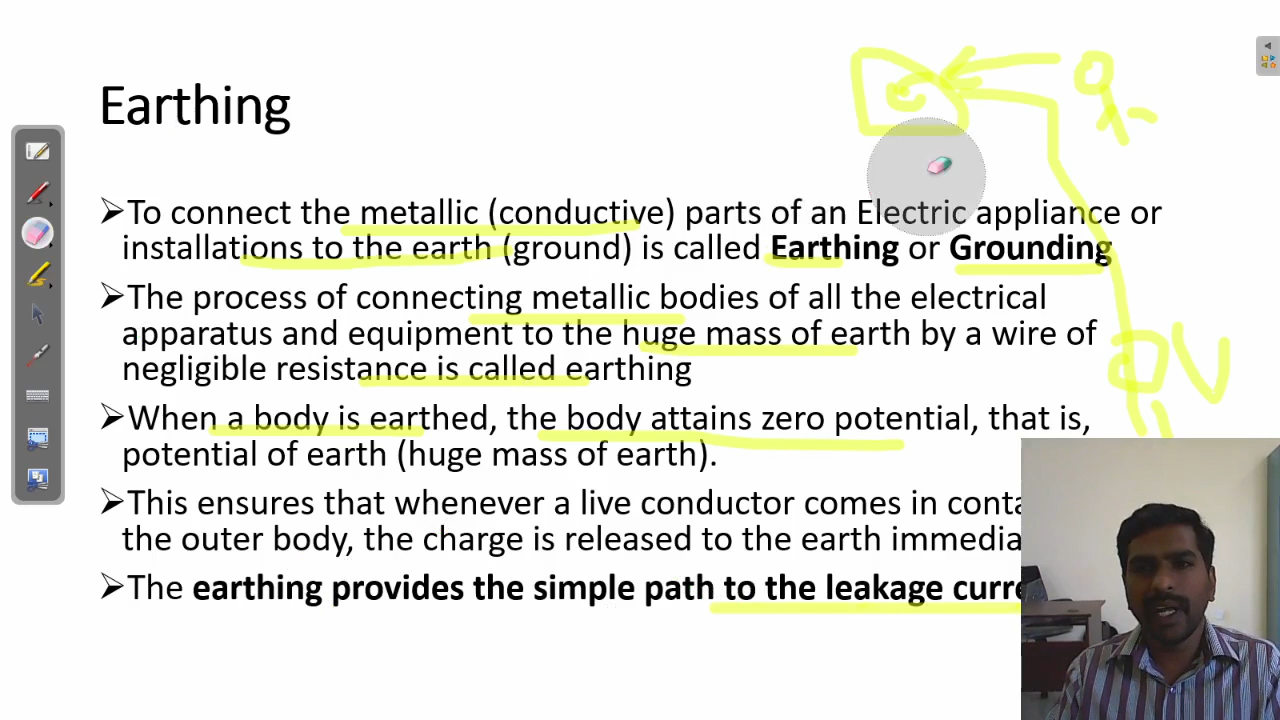 Earthing
➢To connect the metallic (conductive) parts of an Electric appliance or
installations to the earth (ground) is called Earthing or Grounding
➢The process of connecting metallic bodies of all the electrical
apparatus and equipment to the huge mass of earth by a wire of
negligible resistance is called earthing
➢When a body is earthed, the body attains zero potential, that is,
potential of earth (huge mass of earth).
➢This ensures that whenever a live conductor comes in conta
the outer body, the charge is released to the earth immedia
➢The earthing provides the simple path to the leakage curre
0V